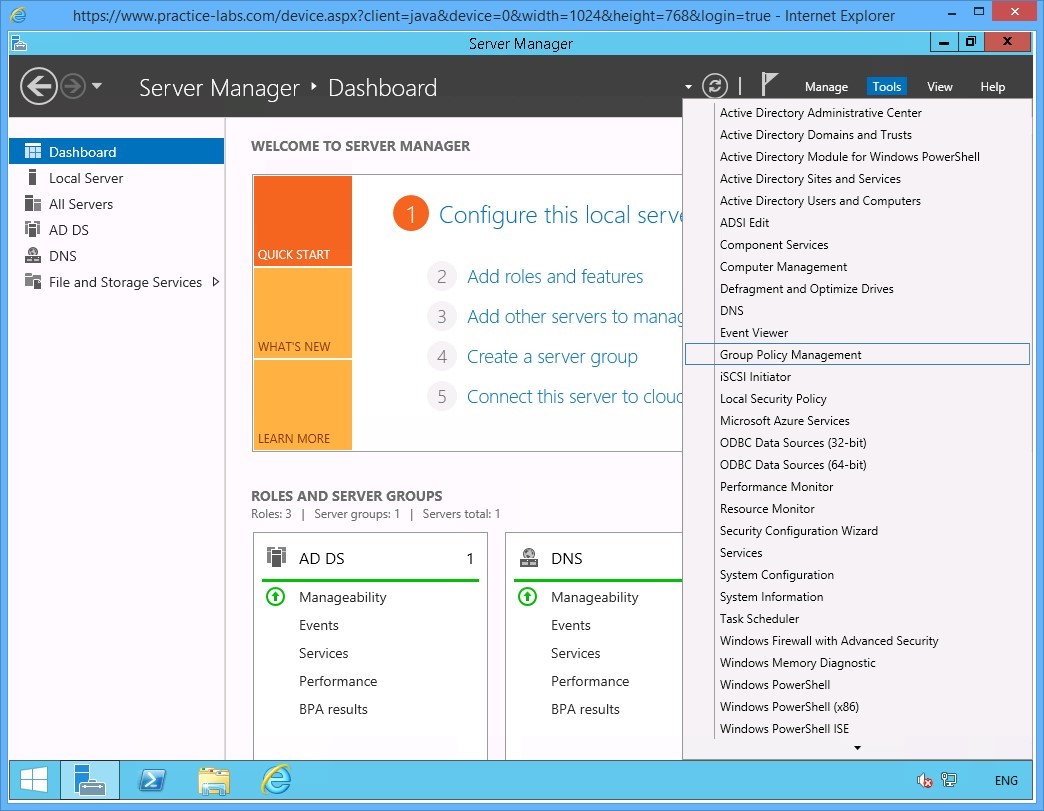 https://www.practice-labs.com/device.aspx?client=java&device=0&width=1024&height=768&login=true - Internet Explorer
Server Manager
Server Manager Dashboard
Manage Tools View Help
Dashboard
Local Server
All Servers
AD DS
DNS
File and Storage Services
WELCOME TO SERVER MANAGER
QUICK START
WHAT'S NEW
LEARN MORE
1 Configure this local serve
2 Add roles and features
3 Add other servers to manag
4 Create a server group
5 Connect this server to cloud
ROLES AND SERVER GROUPS
Roles: 3 | Server groups: 1 | Servers total: 1
AD DS 1
Manageability
Events
Services
Performance
BPA results
DNS
Manageability
Events
Services
Performance
BPA results
Active Directory Administrative Center
Active Directory Domains and Trusts
Active Directory Module for Windows PowerShell
Active Directory Sites and Services
Active Directory Users and Computers
ADSI Edit
Component Services
Computer Management
Defragment and Optimize Drives
DNS
Event Viewer
Group Policy Management
iSCSI Initiator
Local Security Policy
Microsoft Azure Services
ODBC Data Sources (32-bit)
ODBC Data Sources (64-bit)
Performance Monitor
Resource Monitor
Security Configuration Wizard
Services
System Configuration
System Information
Task Scheduler
Windows Firewall with Advanced Security
Windows Memory Diagnostic
Windows PowerShell
Windows PowerShell (x86)
Windows PowerShell ISE
ENG